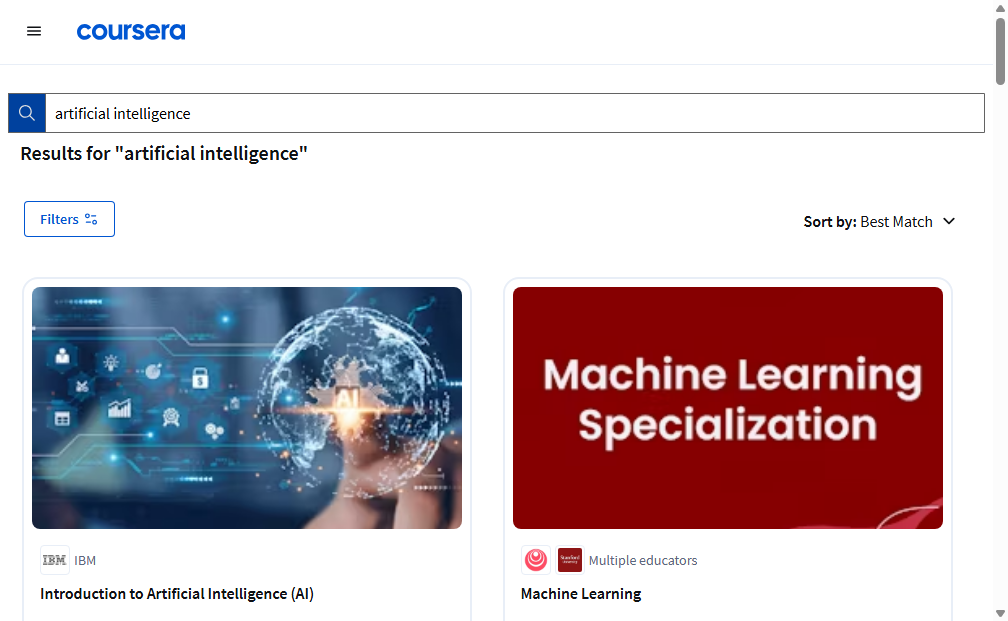 coursera
artificial intelligence
Results for "artificial intelligence"
Filters
Sort by: Best Match
AI
Machine Learning
Specialization
IBM IBM
Stanford
Multiple educators
Introduction to Artificial Intelligence (AI)
Machine Learning